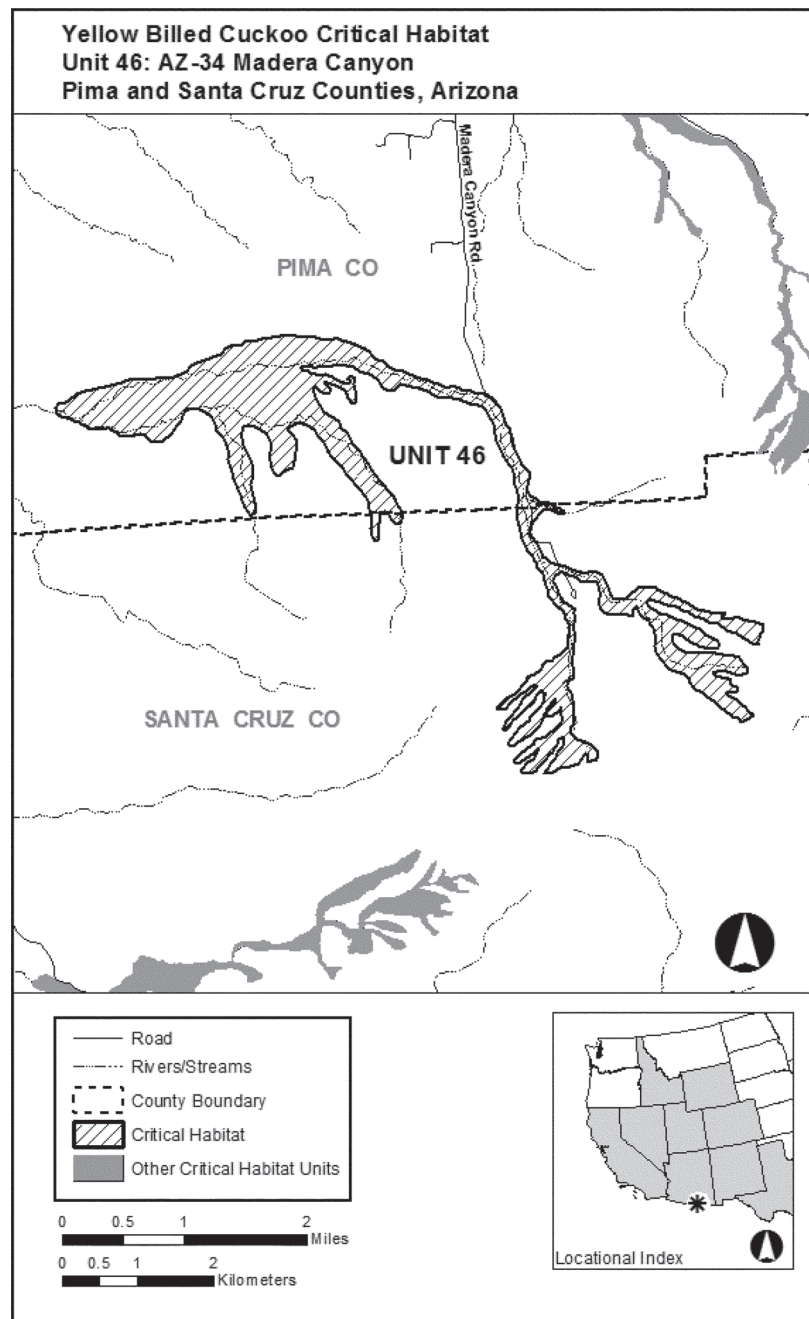 Yellow Billed Cuckoo Critical Habitat
Unit 46: AZ-34 Madera Canyon
Pima and Santa Cruz Counties, Arizona
Madera Canyon Rd.
PIMA CO
UNIT 46
SANTA CRUZ CO
Road
Rivers/Streams
County Boundary
Critical Habitat
Other Critical Habitat Units
0 0.5 1 2
Miles
0 0.5 1 2
Kilometers
Locational Index